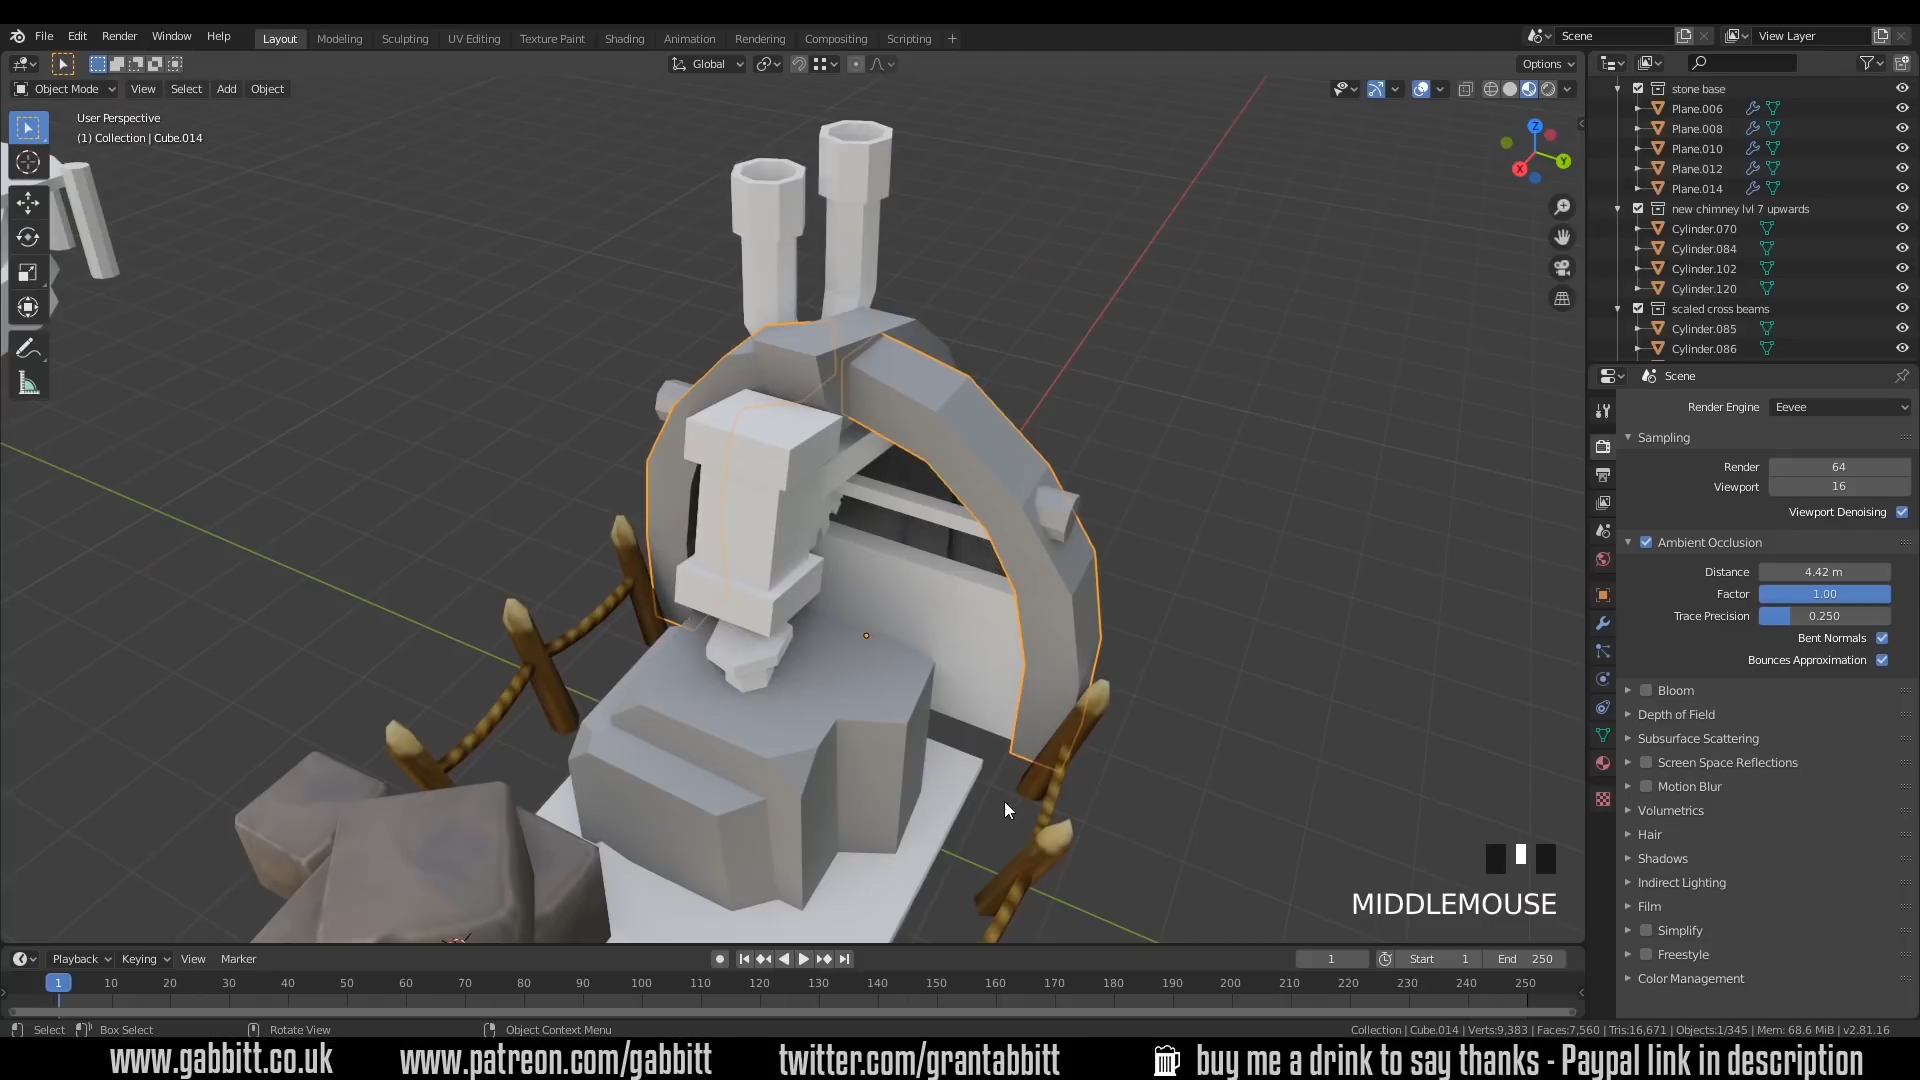 File Edit Render Window Help Layout Modeling Sculpting UV Editing Texture Paint Shading Animation Rendering Compositing Scripting + Scene View Layer
Global Options
Object Mode View Select Add Object
User Perspective
(1) Collection | Cube.014
Z
Y
X
stone base
Plane.006
Plane.008
Plane.010
Plane.012
Plane.014
new chimney lvl 7 upwards
Cylinder.070
Cylinder.084
Cylinder.102
Cylinder.120
scaled cross beams
Cylinder.085
Cylinder.086
Scene
Render Engine Eevee
Sampling
Render 64
Viewport 16
Viewport Denoising
Ambient Occlusion
Distance 4.42 m
Factor 1.00
Trace Precision 0.250
Bent Normals
Bounces Approximation
Bloom
Depth of Field
Subsurface Scattering
Screen Space Reflections
Motion Blur
Volumetrics
Hair
Shadows
Indirect Lighting
Film
Simplify
Freestyle
Color Management
MIDDLEMOUSE
Playback Keying View Marker 1 Start 1 End 250
1 10 20 30 40 50 60 70 80 90 100 110 120 130 140 150 160 170 180 190 200 210 220 230 240 250
Select Box Select Rotate View Object Context Menu Collection | Cube.014 | Verts:9,383 | Faces:7,560 | Tris:16,671 | Objects:1/345 | Mem: 68.6 MiB | v2.81.16
www.gabbitt.co.uk www.patreon.com/gabbitt twitter.com/grantabbitt buy me a drink to say thanks - Paypal link in description